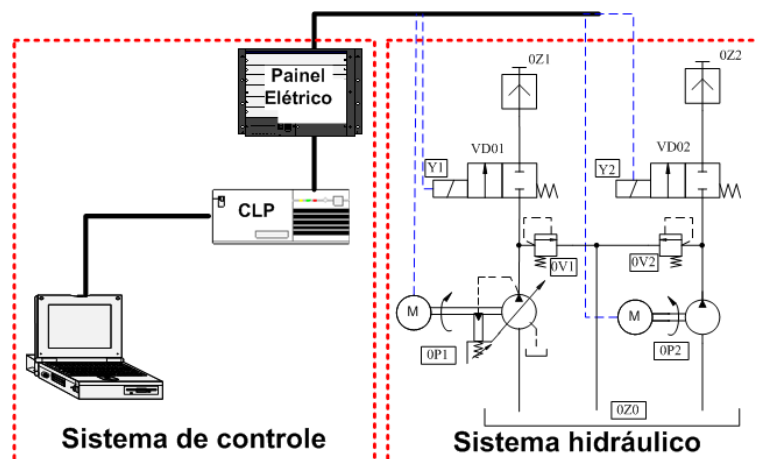 Painel
Elétrico
CLP
Sistema de controle
0Z1
0Z2
VD01
VD02
Y1
Y2
0V1
0V2
M
M
0P1
0P2
0Z0
Sistema hidráulico